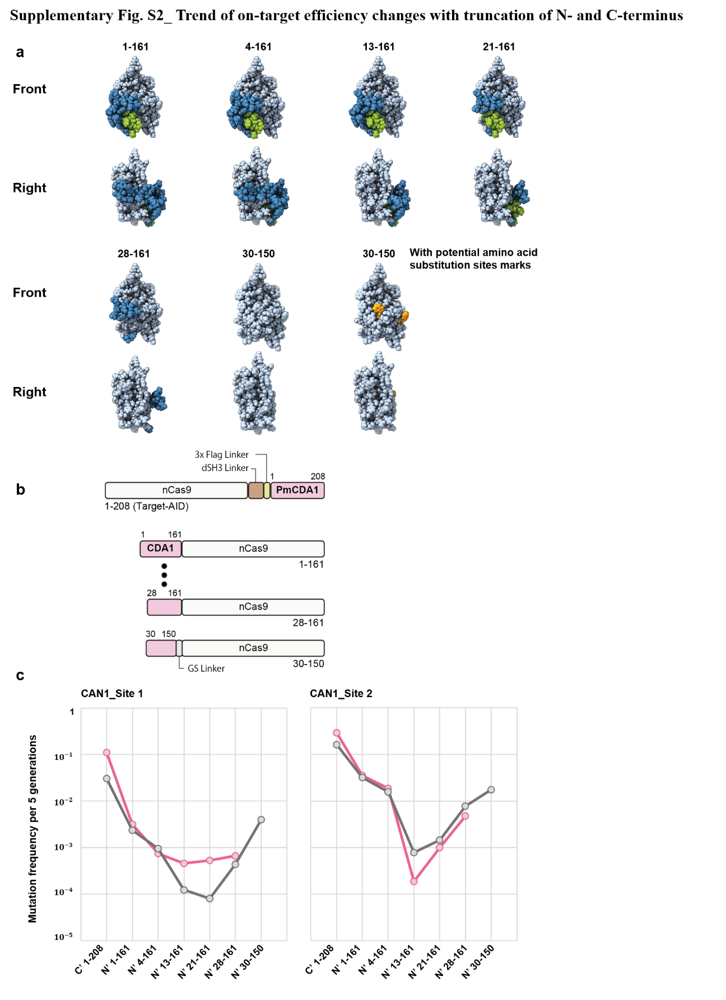 Supplementary Fig. S2_ Trend of on-target efficiency changes with truncation of N- and C-terminus
a
1-161
4-161
13-161
21-161
Front
Right
28-161
30-150
30-150
With potential amino acid
substitution sites marks
Front
Right
b
3x Flag Linker
dSH3 Linker
1
208
nCas9
PmCDA1
1-208 (Target-AID)
1
161
CDA1
nCas9
1-161
28
161
nCas9
28-161
30
150
nCas9
30-150
GS Linker
c
CAN1_Site 1
CAN1_Site 2
Mutation frequency per 5 generations
1
10⁻¹
10⁻²
10⁻³
10⁻⁴
10⁻⁵
C' 1-208
N' 1-161
N' 4-161
N' 13-161
N' 21-161
N' 28-161
N' 30-150
C' 1-208
N' 1-161
N' 4-161
N' 13-161
N' 21-161
N' 28-161
N' 30-150